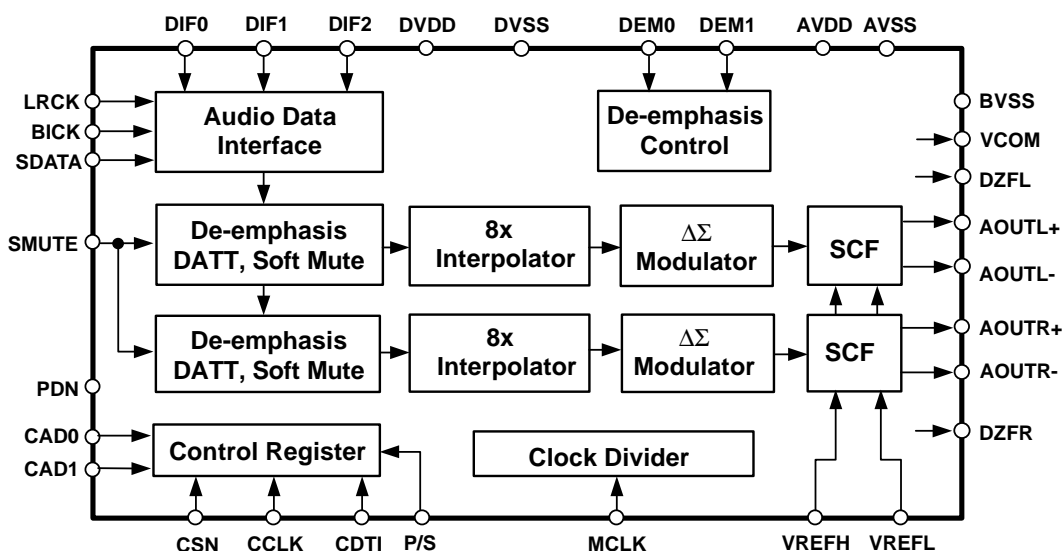 DIF0 DIF1 DIF2 DVDD DVSS DEM0 DEM1 AVDD AVSS
LRCK
BICK
SDATA
Audio Data
Interface
De-emphasis
Control
BVSS
VCOM
DZFL
SMUTE
De-emphasis
DATT, Soft Mute
8x
Interpolator
ΔΣ
Modulator
SCF
AOUTL+
AOUTL-
De-emphasis
DATT, Soft Mute
8x
Interpolator
ΔΣ
Modulator
SCF
AOUTR+
AOUTR-
PDN
CAD0
CAD1
Control Register
Clock Divider
DZFR
CSN CCLK CDTI P/S MCLK VREFH VREFL